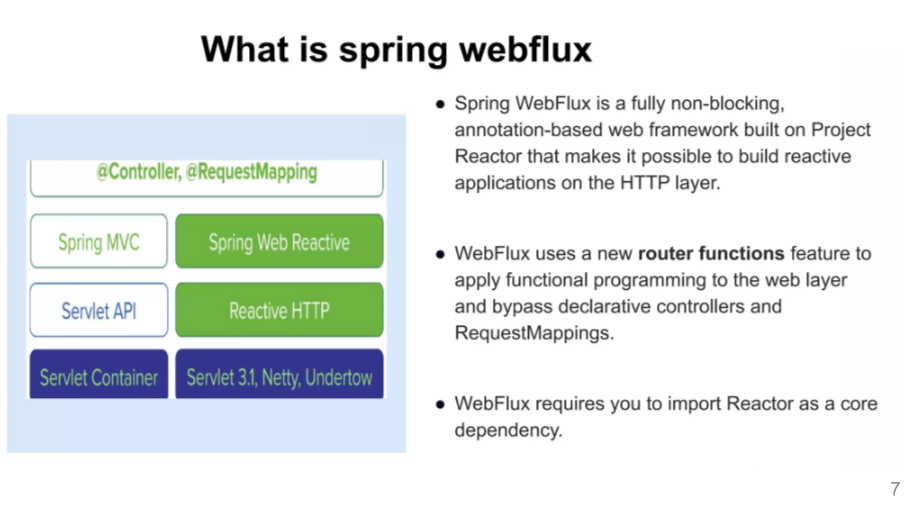 What is spring webflux
@Controller, @RequestMapping
Spring MVC
Spring Web Reactive
Servlet API
Reactive HTTP
Servlet Container
Servlet 3.1, Netty, Undertow
● Spring WebFlux is a fully non-blocking,
annotation-based web framework built on Project
Reactor that makes it possible to build reactive
applications on the HTTP layer.
● WebFlux uses a new router functions feature to
apply functional programming to the web layer
and bypass declarative controllers and
RequestMappings.
● WebFlux requires you to import Reactor as a core
dependency.
7